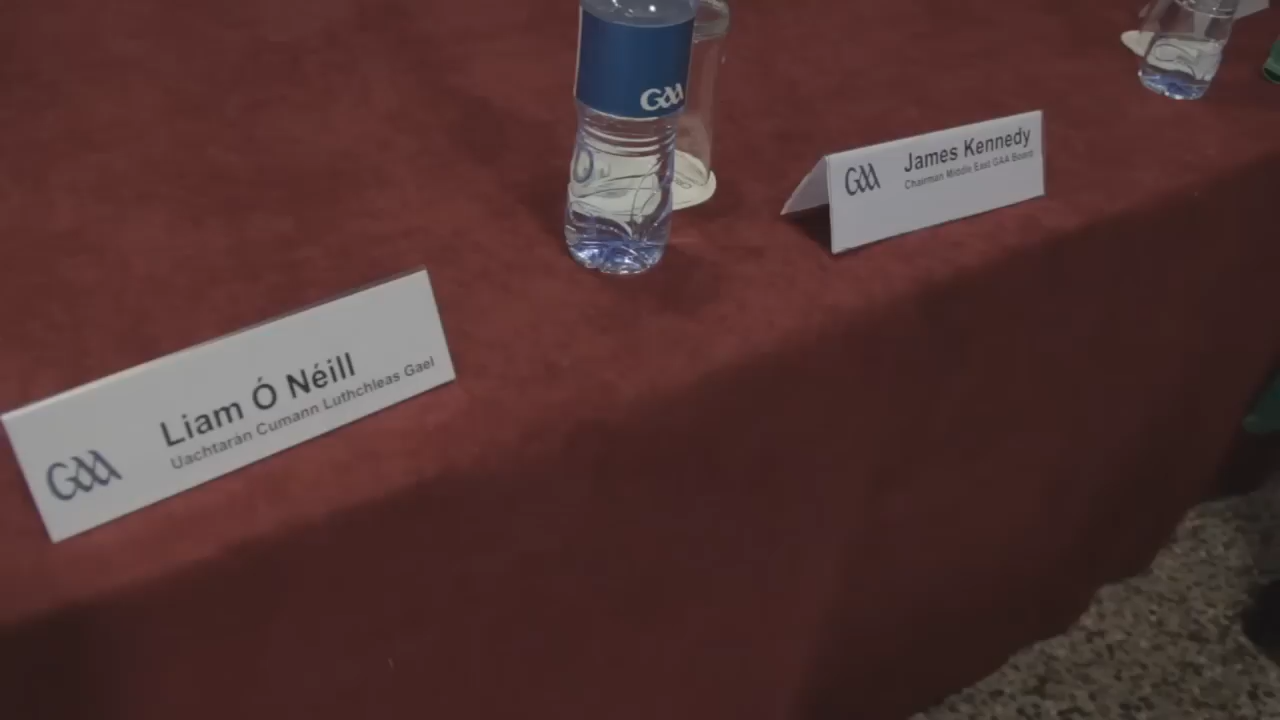 GAA
Liam Ó Néill
Uachtarán Cumann Luthchleas Gael
GAA
GAA
James Kennedy
Chairman Middle East GAA Board